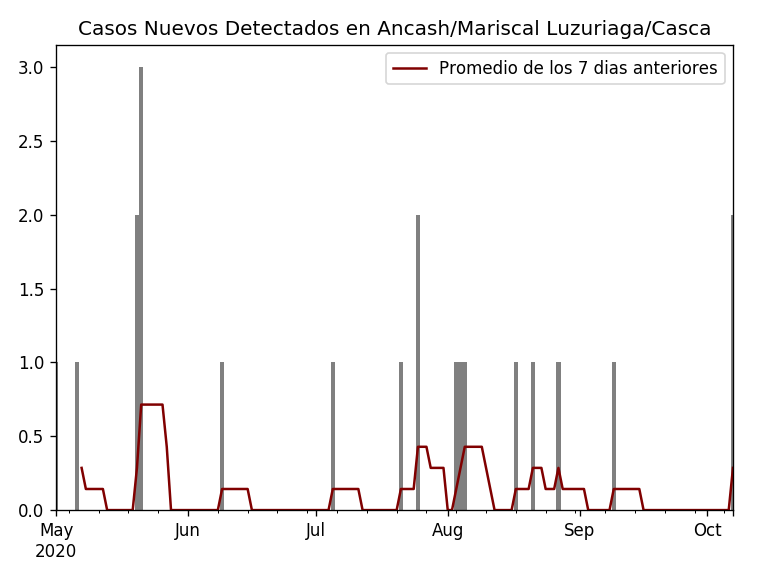 Casos Nuevos Detectados en Ancash/Mariscal Luzuriaga/Casca
Promedio de los 7 dias anteriores
3.0
2.5
2.0
1.5
1.0
0.5
0.0
May Jun Jul Aug Sep Oct
2020